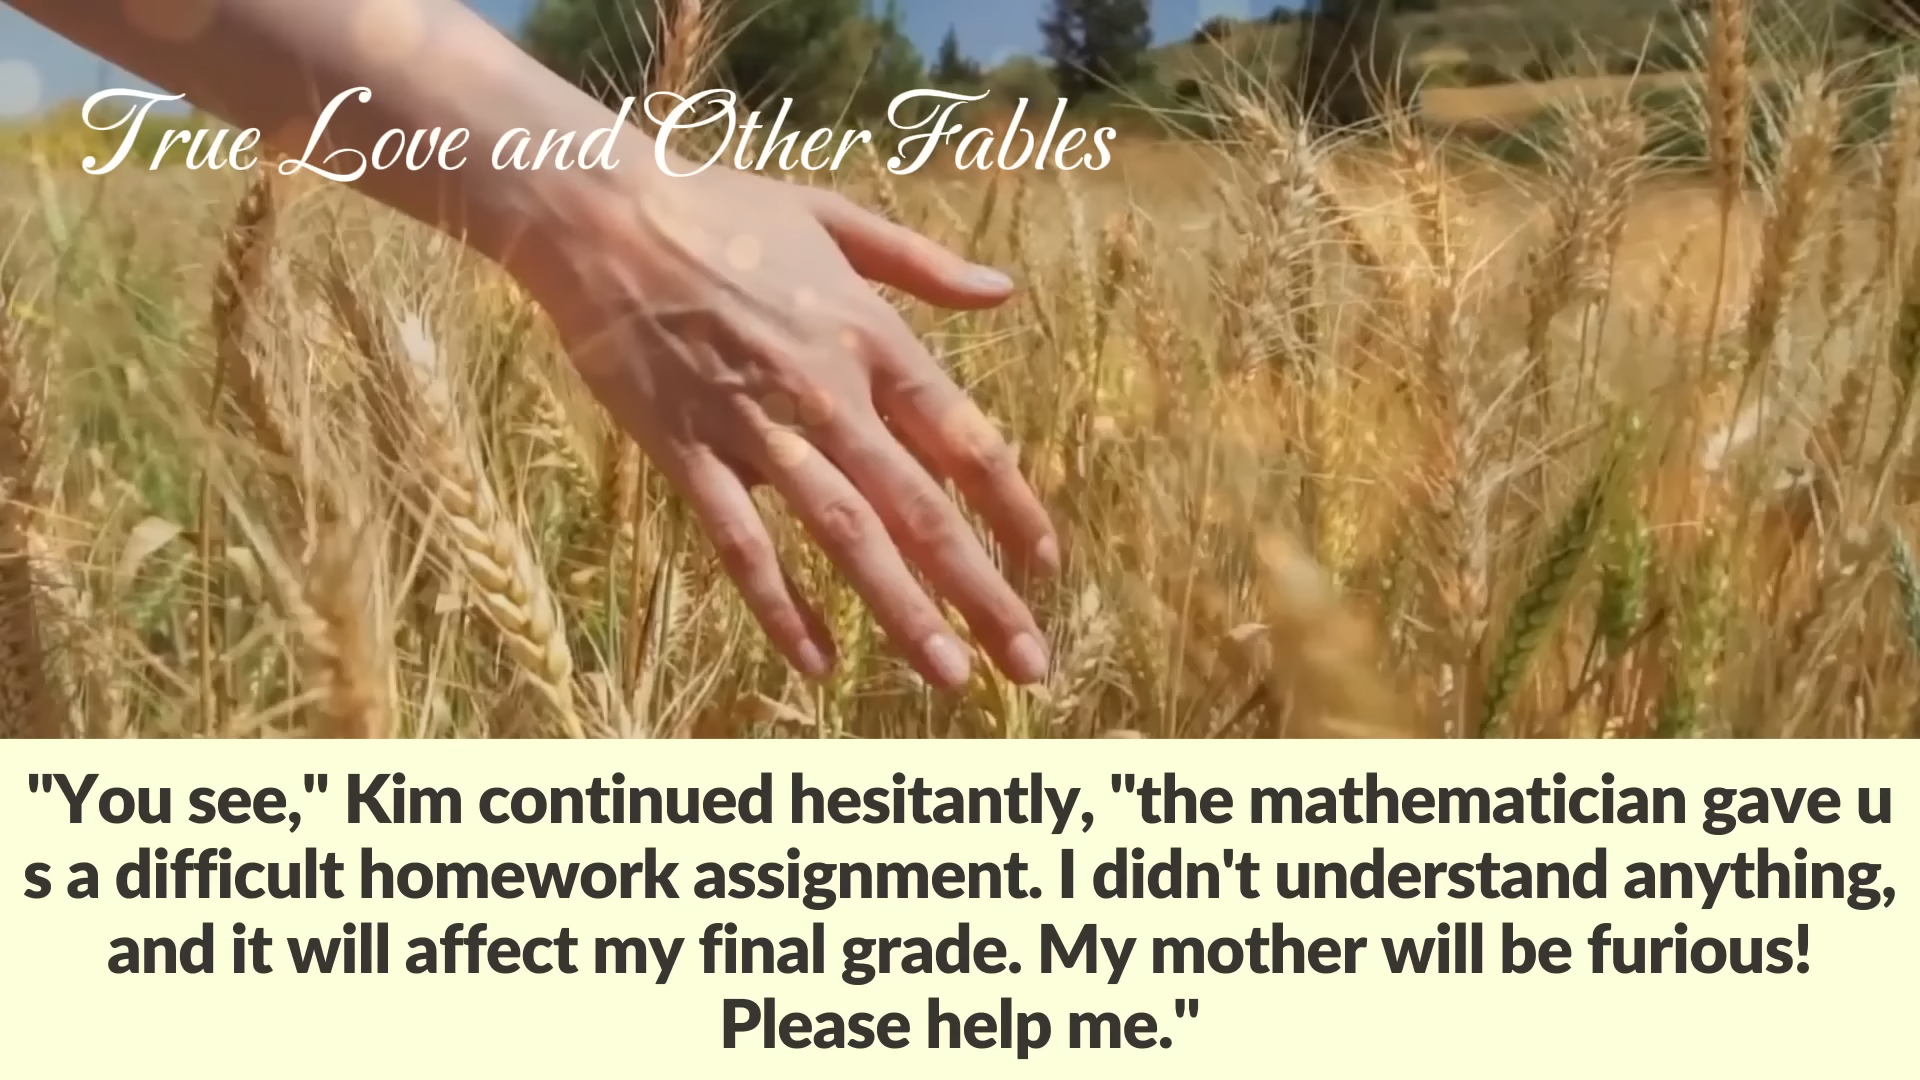 True Love and Other Fables
"You see," Kim continued hesitantly, "the mathematician gave u
s a difficult homework assignment. I didn't understand anything,
and it will affect my final grade. My mother will be furious!
Please help me."